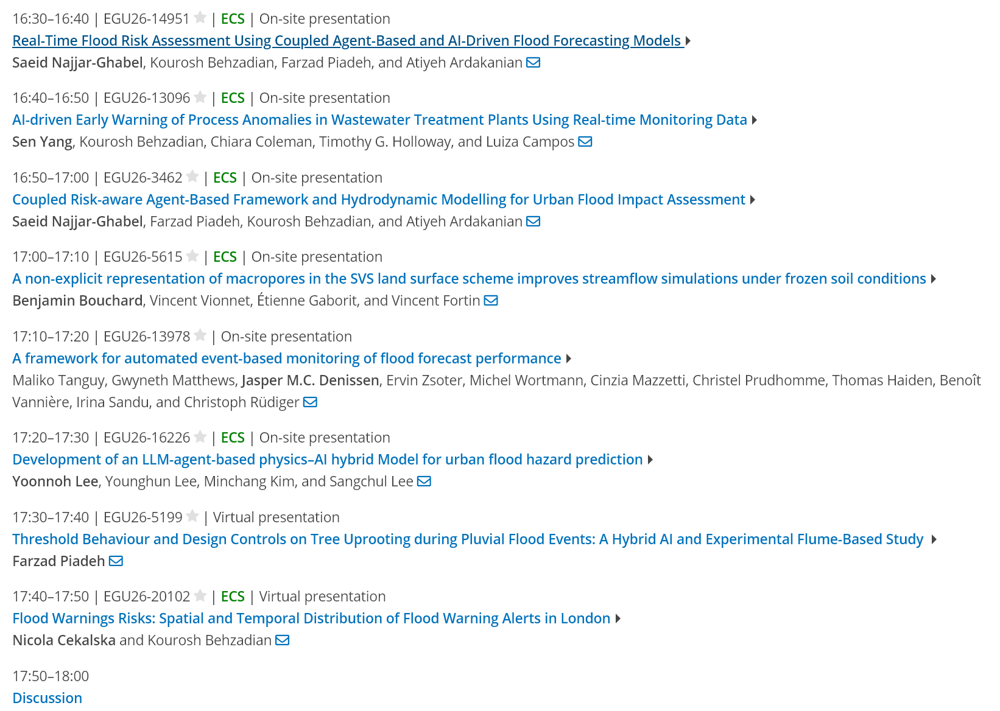 16:30–16:40 | EGU26-14951 | ECS | On-site presentation
Real-Time Flood Risk Assessment Using Coupled Agent-Based and AI-Driven Flood Forecasting Models
Saeid Najjar-Ghabel, Kourosh Behzadian, Farzad Piadeh, and Atiyeh Ardakanian
16:40–16:50 | EGU26-13096 | ECS | On-site presentation
AI-driven Early Warning of Process Anomalies in Wastewater Treatment Plants Using Real-time Monitoring Data
Sen Yang, Kourosh Behzadian, Chiara Coleman, Timothy G. Holloway, and Luiza Campos
16:50–17:00 | EGU26-3462 | ECS | On-site presentation
Coupled Risk-aware Agent-Based Framework and Hydrodynamic Modelling for Urban Flood Impact Assessment
Saeid Najjar-Ghabel, Farzad Piadeh, Kourosh Behzadian, and Atiyeh Ardakanian
17:00–17:10 | EGU26-5615 | ECS | On-site presentation
A non-explicit representation of macropores in the SVS land surface scheme improves streamflow simulations under frozen soil conditions
Benjamin Bouchard, Vincent Vionnet, Étienne Gaborit, and Vincent Fortin
17:10–17:20 | EGU26-13978 | On-site presentation
A framework for automated event-based monitoring of flood forecast performance
Maliko Tanguy, Gwyneth Matthews, Jasper M.C. Denissen, Ervin Zsoter, Michel Wortmann, Cinzia Mazzetti, Christel Prudhomme, Thomas Haiden, Benoît
Vannière, Irina Sandu, and Christoph Rüdiger
17:20–17:30 | EGU26-16226 | ECS | On-site presentation
Development of an LLM-agent-based physics–AI hybrid Model for urban flood hazard prediction
Yoonnoh Lee, Younghun Lee, Minchang Kim, and Sangchul Lee
17:30–17:40 | EGU26-5199 | Virtual presentation
Threshold Behaviour and Design Controls on Tree Uprooting during Pluvial Flood Events: A Hybrid AI and Experimental Flume-Based Study
Farzad Piadeh
17:40–17:50 | EGU26-20102 | ECS | Virtual presentation
Flood Warnings Risks: Spatial and Temporal Distribution of Flood Warning Alerts in London
Nicola Cekalska and Kourosh Behzadian
17:50–18:00
Discussion